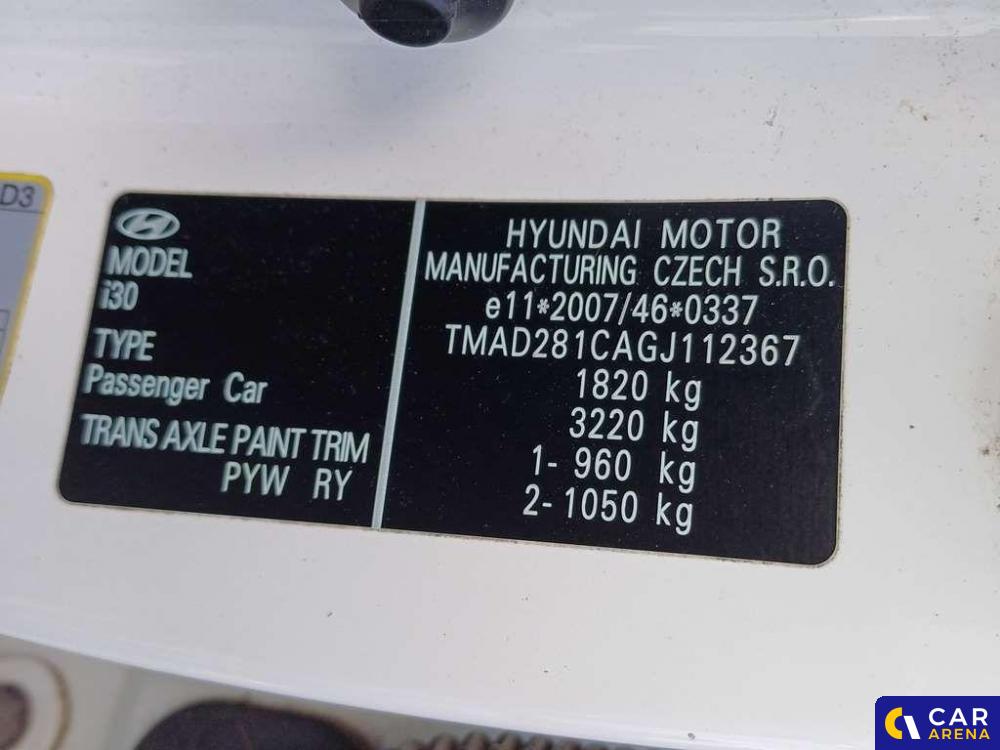 D3
MODEL
i30
TYPE
Passenger Car
TRANS AXLE PAINT TRIM
PYW RY
HYUNDAI MOTOR
MANUFACTURING CZECH S.R.O.
e11*2007/46*0337
TMAD281CAGJ112367
1820 kg
3220 kg
1- 960 kg
2- 1050 kg
CAR
ARENA